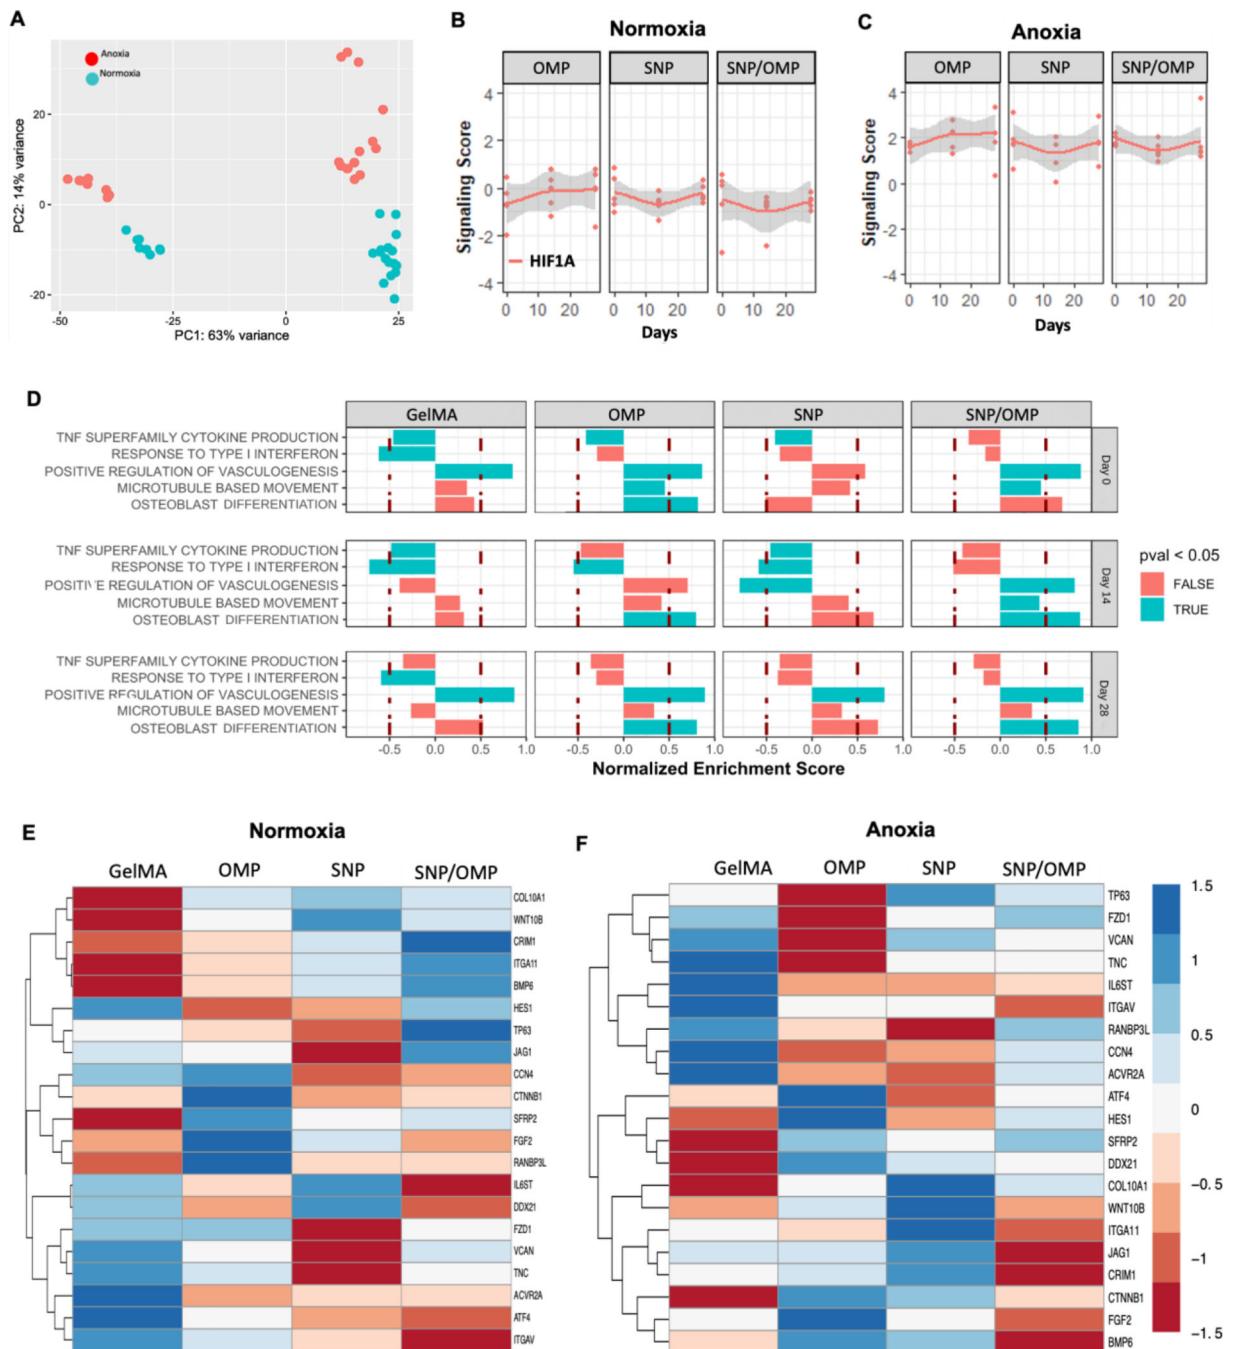 A
Anoxia
Normoxia
20
0
-20
-50
-25
0
25
PC1: 63% variance
PC2: 14% variance
B
Normoxia
OMP
SNP
SNP/OMP
4
2
0
-2
-4
Signaling Score
HIF1A
0 10 20
0 10 20
0 10 20
Days
C
Anoxia
OMP
SNP
SNP/OMP
4
2
0
-2
-4
Signaling Score
0 10 20
0 10 20
0 10 20
Days
D
GelMA
OMP
SNP
SNP/OMP
TNF SUPERFAMILY CYTOKINE PRODUCTION
RESPONSE TO TYPE I INTERFERON
POSITIVE REGULATION OF VASCULOGENESIS
MICROTUBULE BASED MOVEMENT
OSTEOBLAST DIFFERENTIATION
Day 0
TNF SUPERFAMILY CYTOKINE PRODUCTION
RESPONSE TO TYPE I INTERFERON
POSITIVE REGULATION OF VASCULOGENESIS
MICROTUBULE BASED MOVEMENT
OSTEOBLAST DIFFERENTIATION
Day 14
TNF SUPERFAMILY CYTOKINE PRODUCTION
RESPONSE TO TYPE I INTERFERON
POSITIVE REGULATION OF VASCULOGENESIS
MICROTUBULE BASED MOVEMENT
OSTEOBLAST DIFFERENTIATION
Day 28
-0.5 0.0 0.5 1.0
-0.5 0.0 0.5 1.0
-0.5 0.0 0.5 1.0
-0.5 0.0 0.5 1.0
Normalized Enrichment Score
pval < 0.05
FALSE
TRUE
E
Normoxia
GelMA
OMP
SNP
SNP/OMP
COL10A1
WNT10B
CRIM1
ITGA11
BMP6
HES1
TP63
JAG1
CCN4
CTNNB1
SFRP2
FGF2
RANBP3L
IL6ST
DDX21
FZD1
VCAN
TNC
ACVR2A
ATF4
ITGAV
F
Anoxia
GelMA
OMP
SNP
SNP/OMP
TP63
FZD1
VCAN
TNC
IL6ST
ITGAV
RANBP3L
CCN4
ACVR2A
ATF4
HES1
SFRP2
DDX21
COL10A1
WNT10B
ITGA11
JAG1
CRIM1
CTNNB1
FGF2
BMP6
1.5
1
0.5
0
−0.5
−1
−1.5